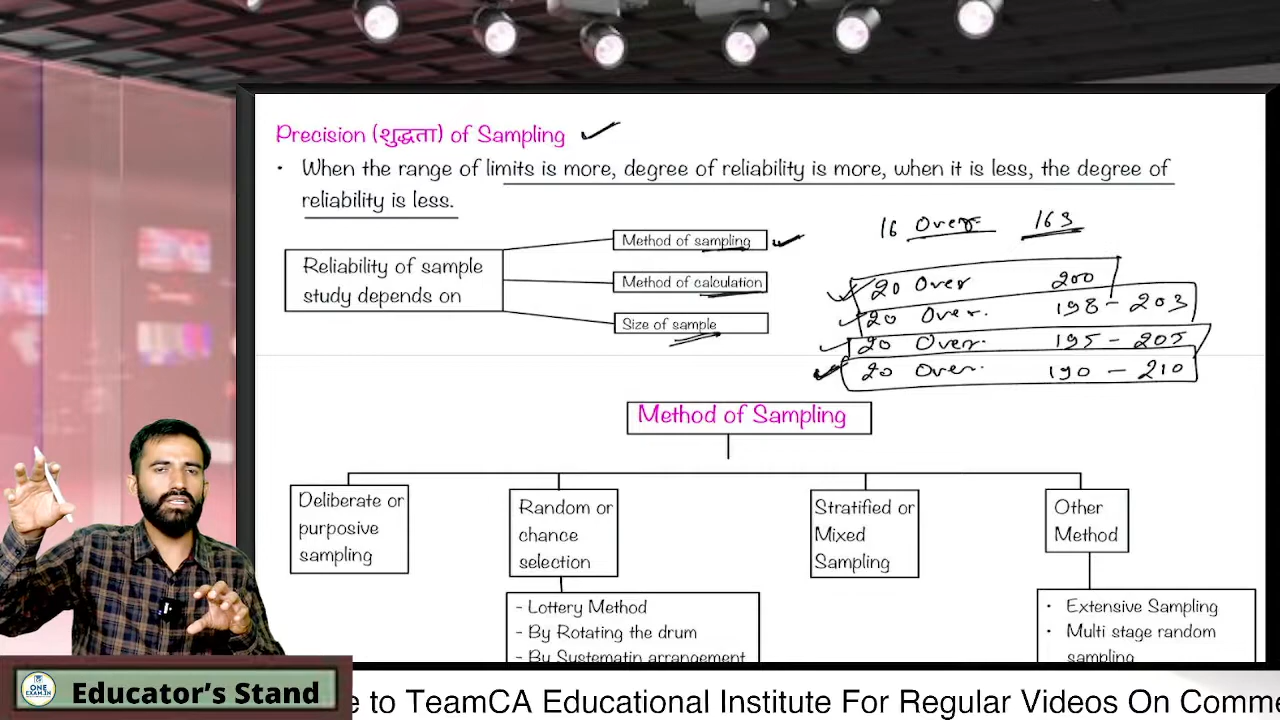 Precision (शुद्धता) of Sampling
• When the range of limits is more, degree of reliability is more, when it is less, the degree of
reliability is less.
16 Over 163
Method of sampling
Reliability of sample
study depends on
Method of calculation
Size of sample
20 Over 200
20 Over. 198 - 203
20 Over. 195 - 205
20 Over. 190 - 210
Method of Sampling
Deliberate or
purposive
sampling
Random or
chance
selection
Stratified or
Mixed
Sampling
Other
Method
- Lottery Method
- By Rotating the drum
- By Systematin arrangement
• Extensive Sampling
• Multi stage random
sampling
ONE
EXAM.IN
Educator's Stand
e to TeamCA Educational Institute For Regular Videos On Comme